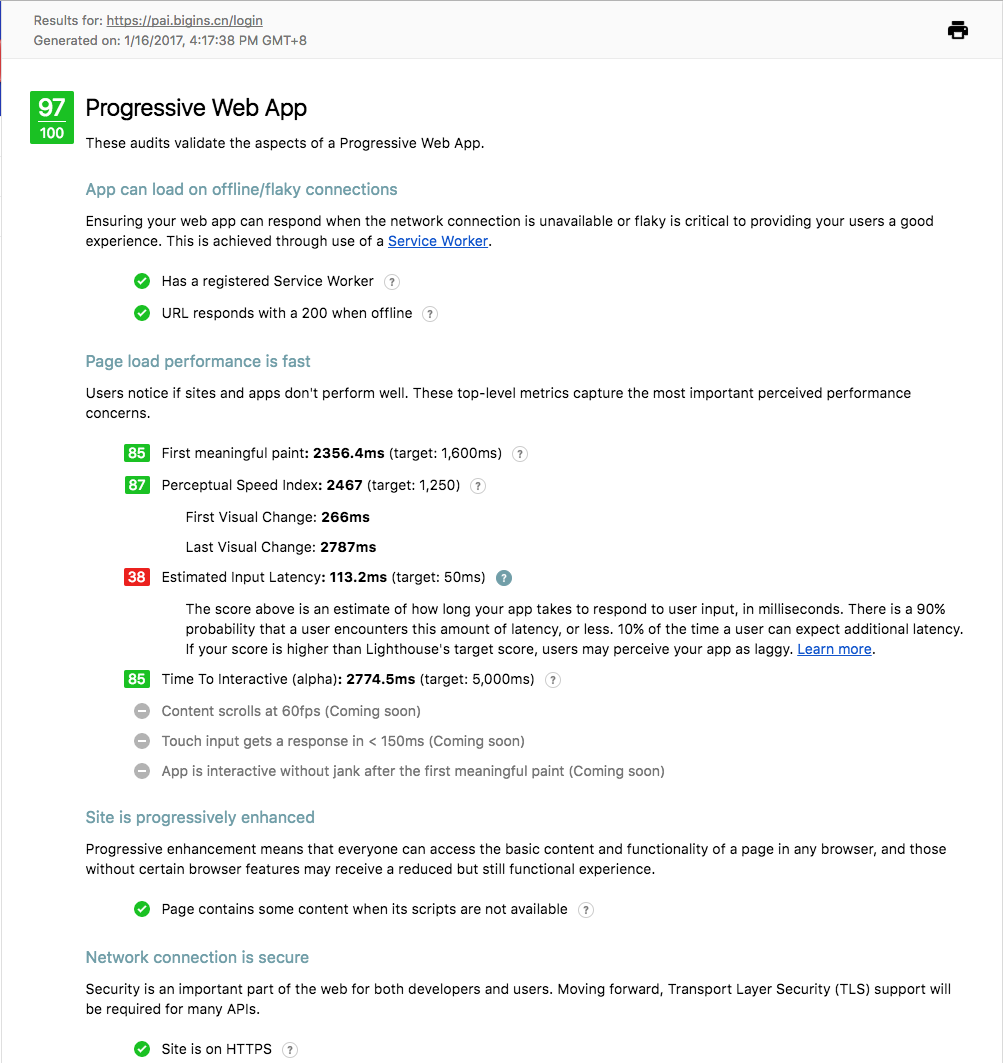 Results for: https://pai.bigins.cn/login
Generated on: 1/16/2017, 4:17:38 PM GMT+8
97
100
Progressive Web App
These audits validate the aspects of a Progressive Web App.
App can load on offline/flaky connections
Ensuring your web app can respond when the network connection is unavailable or flaky is critical to providing your users a good
experience. This is achieved through use of a Service Worker.
Has a registered Service Worker ?
URL responds with a 200 when offline ?
Page load performance is fast
Users notice if sites and apps don't perform well. These top-level metrics capture the most important perceived performance
concerns.
85 First meaningful paint: 2356.4ms (target: 1,600ms) ?
87 Perceptual Speed Index: 2467 (target: 1,250) ?
First Visual Change: 266ms
Last Visual Change: 2787ms
38 Estimated Input Latency: 113.2ms (target: 50ms) ?
The score above is an estimate of how long your app takes to respond to user input, in milliseconds. There is a 90%
probability that a user encounters this amount of latency, or less. 10% of the time a user can expect additional latency.
If your score is higher than Lighthouse's target score, users may perceive your app as laggy. Learn more.
85 Time To Interactive (alpha): 2774.5ms (target: 5,000ms) ?
Content scrolls at 60fps (Coming soon)
Touch input gets a response in < 150ms (Coming soon)
App is interactive without jank after the first meaningful paint (Coming soon)
Site is progressively enhanced
Progressive enhancement means that everyone can access the basic content and functionality of a page in any browser, and those
without certain browser features may receive a reduced but still functional experience.
Page contains some content when its scripts are not available ?
Network connection is secure
Security is an important part of the web for both developers and users. Moving forward, Transport Layer Security (TLS) support will
be required for many APIs.
Site is on HTTPS ?